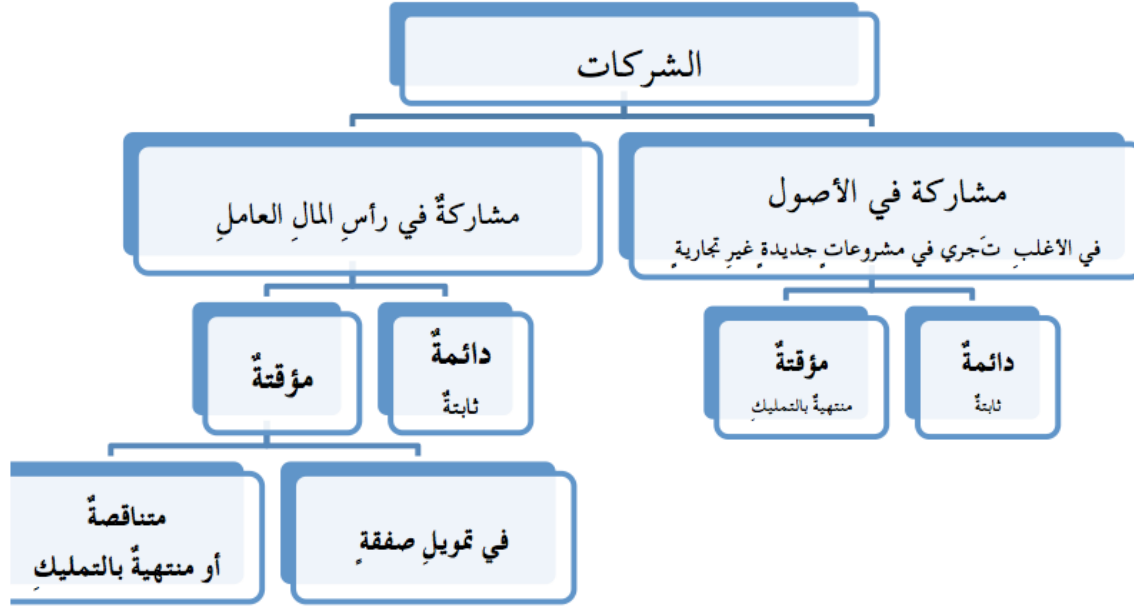 الشركات
مشاركة في الأصول
في الاغلبِ تَجري في مشروعاتٍ جديدةٍ غيرِ تجاريةٍ
مشاركةٌ في رأسِ المالِ العاملِ
دائمةٌ
ثابتةٌ
مؤقتةٌ
منتهيةٌ بالتمليكِ
دائمةٌ
ثابتةٌ
مؤقتةٌ
في تمويلِ صفقةٍ
متناقصةٌ
أو منتهيةٌ بالتمليكِ